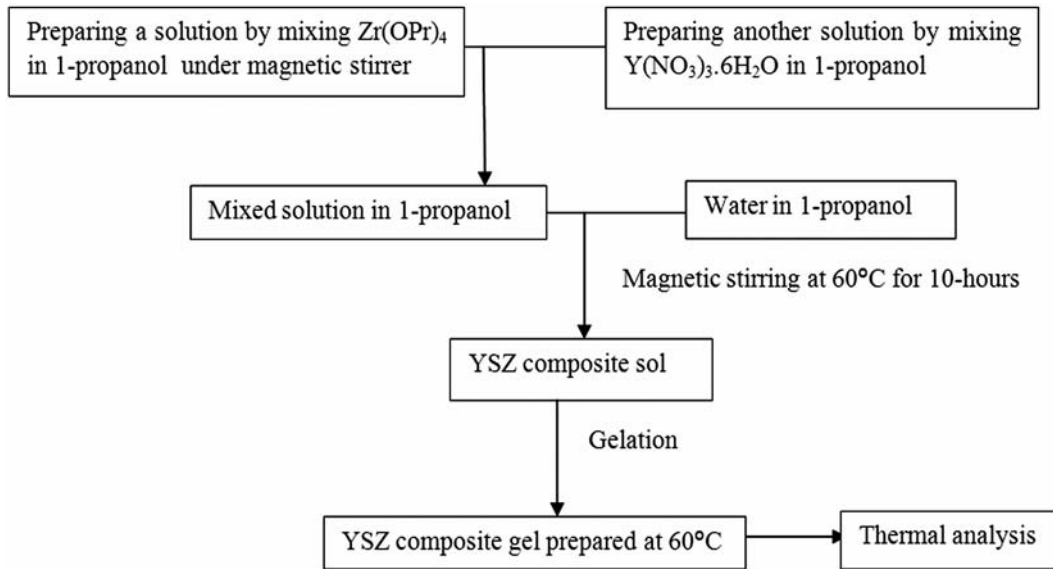 Preparing a solution by mixing Zr(OPr)₄
in 1-propanol under magnetic stirrer
Preparing another solution by mixing
Y(NO₃)₃.6H₂O in 1-propanol
Mixed solution in 1-propanol
Water in 1-propanol
Magnetic stirring at 60°C for 10-hours
YSZ composite sol
Gelation
YSZ composite gel prepared at 60°C
Thermal analysis